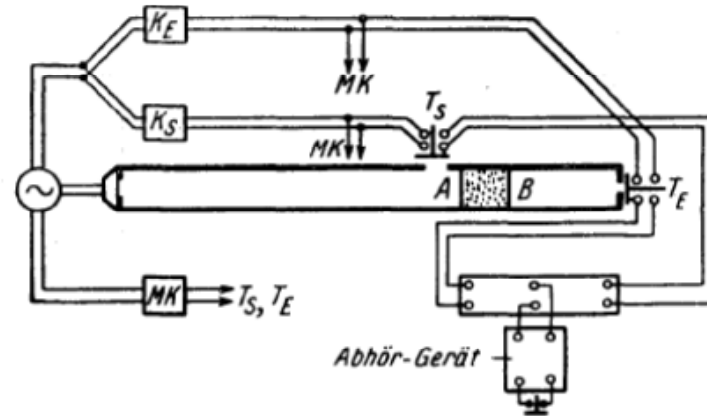 K_E
MK
K_S
T_S
MK
A
B
T_E
MK
T_S, T_E
Abhör-Gerät